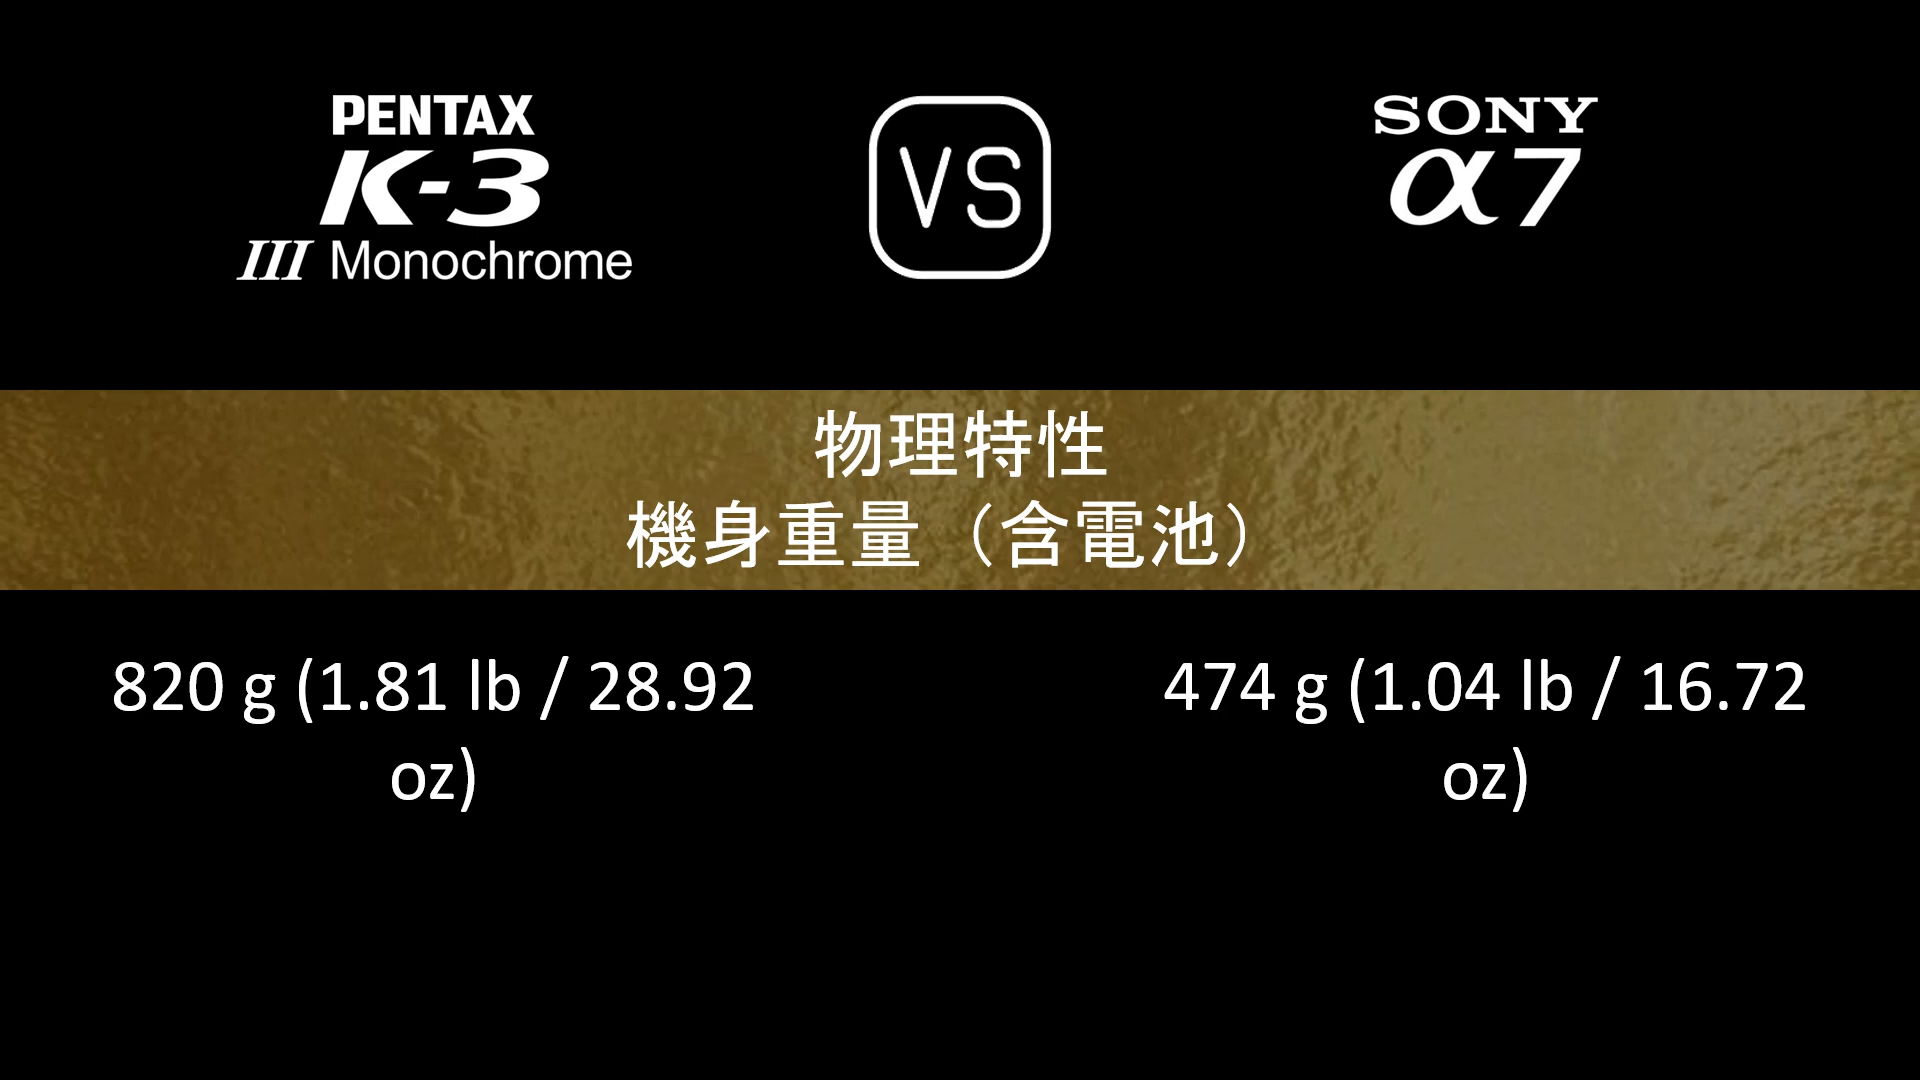 PENTAX
K-3
III Monochrome
VS
SONY
α7
物理特性
機身重量（含電池）
820 g (1.81 lb / 28.92
oz)
474 g (1.04 lb / 16.72
oz)